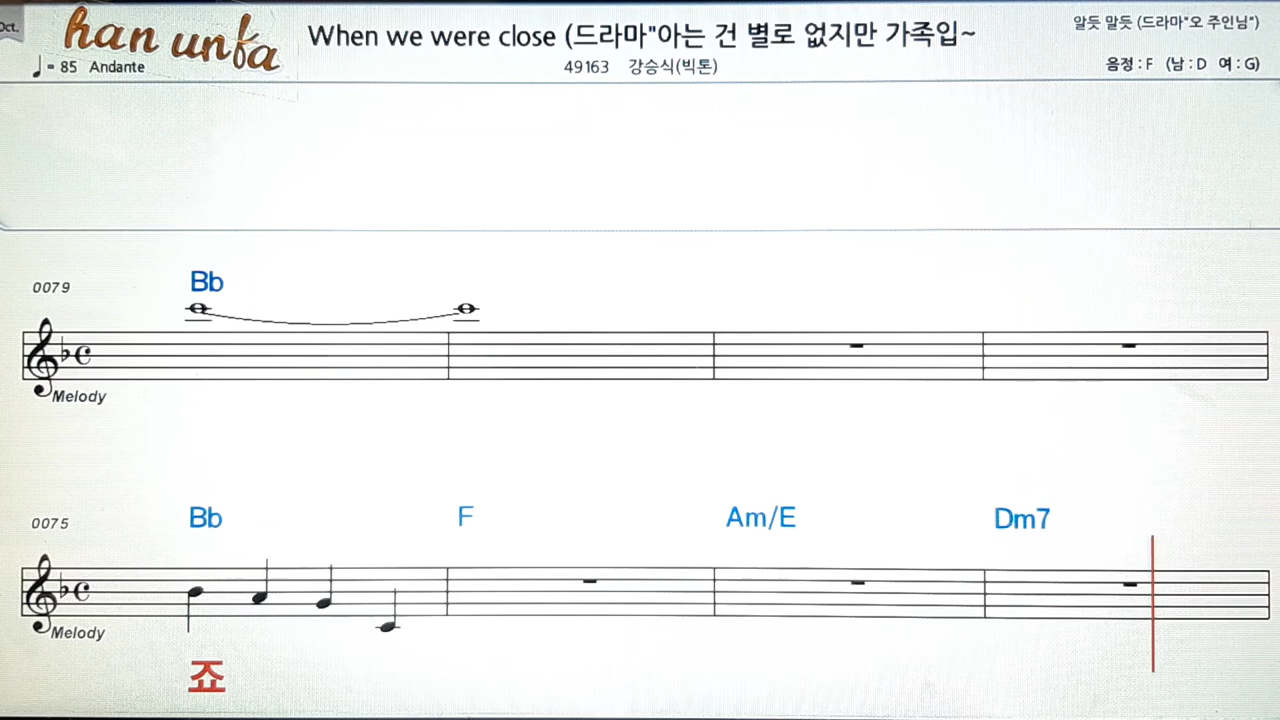 Oct.
han unfa
When we were close (드라마"아는 건 별로 없지만 가족입~
알듯 말듯 (드라마"오 주인님")
= 85 Andante
49163 강승식(빅톤)
음정 : F (남 : D 여 : G)
0079
Bb
Melody
0075
Bb F Am/E Dm7
Melody
죠